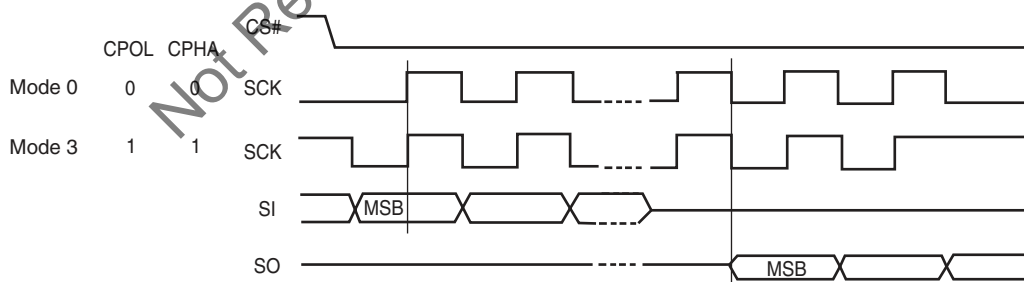 CS#
CPOL CPHA
Mode 0 0 0 SCK
Mode 3 1 1 SCK
SI MSB
SO MSB
Not Re